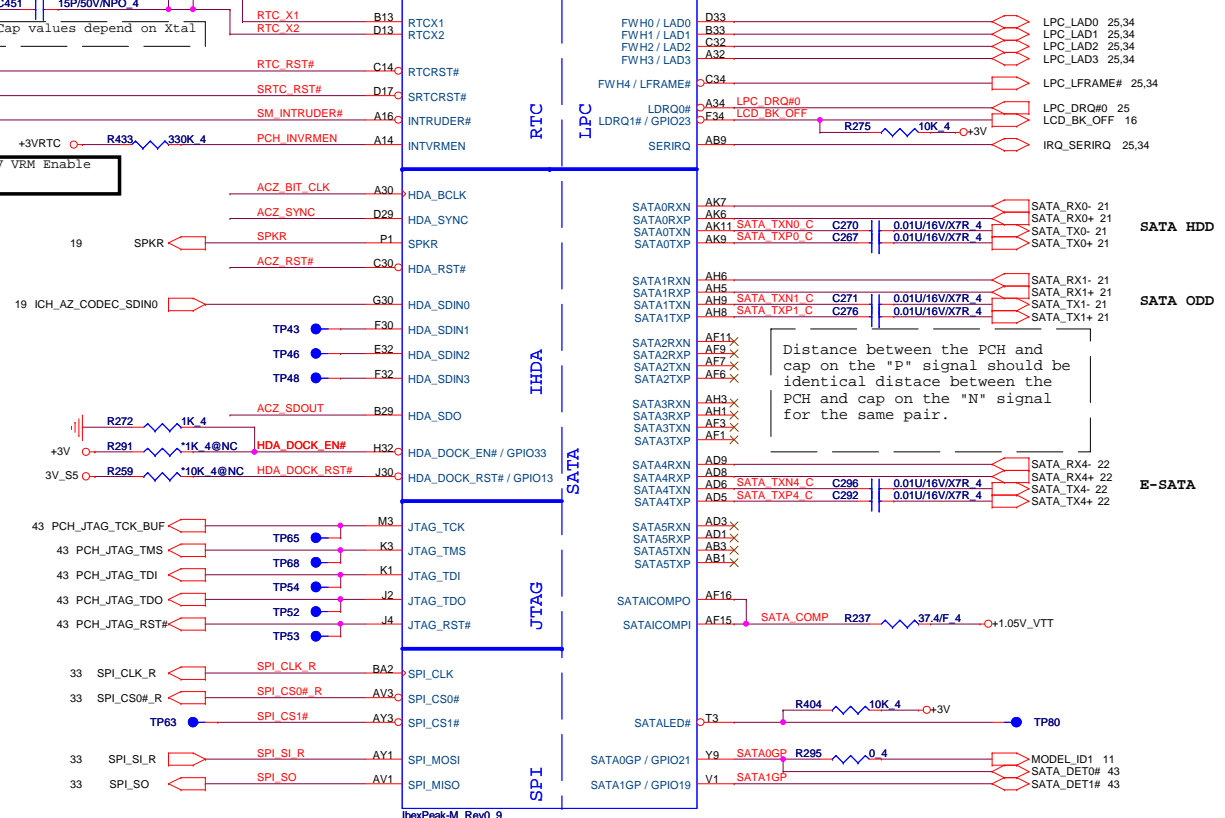 C451 15P/50V/NPO_4
Cap values depend on Xtal
RTC_X1 B13 RTCX1
RTC_X2 D13 RTCX2
RTC_RST# C14 RTCRST#
SRTC_RST# D17 SRTCRST#
SM_INTRUDER# A16 INTRUDER#
+3VRTC R433 330K_4 PCH_INVRMEN A14 INTVRMEN
VRM Enable
RTC
LPC
FWH0 / LAD0 D33 LPC_LAD0 25,34
FWH1 / LAD1 B33 LPC_LAD1 25,34
FWH2 / LAD2 C32 LPC_LAD2 25,34
FWH3 / LAD3 A32 LPC_LAD3 25,34
FWH4 / LFRAME# C34 LPC_LFRAME# 25,34
LDRQ0# A34 LPC_DRQ#0 LPC_DRQ#0 25
LDRQ1# / GPIO23 F34 LCD_BK_OFF LCD_BK_OFF 16
R275 10K_4 +3V
SERIRQ AB9 IRQ_SERIRQ 25,34
ACZ_BIT_CLK A30 HDA_BCLK
ACZ_SYNC D29 HDA_SYNC
19 SPKR SPKR P1 SPKR
ACZ_RST# C30 HDA_RST#
19 ICH_AZ_CODEC_SDIN0 G30 HDA_SDIN0
TP43 F30 HDA_SDIN1
TP46 E32 HDA_SDIN2
TP48 F32 HDA_SDIN3
ACZ_SDOUT B29 HDA_SDO
R272 1K_4
+3V R291 *1K_4@NC HDA_DOCK_EN# H32 HDA_DOCK_EN# / GPIO33
3V_S5 R259 *10K_4@NC HDA_DOCK_RST# J30 HDA_DOCK_RST# / GPIO13
IHDA
SATA
SATA0RXN AK7 SATA_RX0- 21
SATA0RXP AK6 SATA_RX0+ 21
SATA0TXN AK11 SATA_TXN0_C C270 0.01U/16V/X7R_4 SATA_TX0- 21
SATA0TXP AK9 SATA_TXP0_C C267 0.01U/16V/X7R_4 SATA_TX0+ 21
SATA HDD
SATA1RXN AH6 SATA_RX1- 21
SATA1RXP AH5 SATA_RX1+ 21
SATA1TXN AH9 SATA_TXN1_C C271 0.01U/16V/X7R_4 SATA_TX1- 21
SATA1TXP AH8 SATA_TXP1_C C276 0.01U/16V/X7R_4 SATA_TX1+ 21
SATA ODD
SATA2RXN AF11
SATA2RXP AF9
SATA2TXN AF7
SATA2TXP AF6
SATA3RXN AH3
SATA3RXP AH1
SATA3TXN AF3
SATA3TXP AF1
Distance between the PCH and
cap on the "P" signal should be
identical distace between the
PCH and cap on the "N" signal
for the same pair.
SATA4RXN AD9 SATA_RX4- 22
SATA4RXP AD8 SATA_RX4+ 22
SATA4TXN AD6 SATA_TXN4_C C296 0.01U/16V/X7R_4 SATA_TX4- 22
SATA4TXP AD5 SATA_TXP4_C C292 0.01U/16V/X7R_4 SATA_TX4+ 22
E-SATA
SATA5RXN AD3
SATA5RXP AD1
SATA5TXN AB3
SATA5TXP AB1
43 PCH_JTAG_TCK_BUF M3 JTAG_TCK
TP65
43 PCH_JTAG_TMS K3 JTAG_TMS
TP68
43 PCH_JTAG_TDI K1 JTAG_TDI
TP54
43 PCH_JTAG_TDO J2 JTAG_TDO
TP52
43 PCH_JTAG_RST# J4 JTAG_RST#
TP53
JTAG
SATAICOMPO AF16
SATAICOMPI AF15 SATA_COMP R237 37.4/F_4 +1.05V_VTT
33 SPI_CLK_R SPI_CLK_R BA2 SPI_CLK
33 SPI_CS0#_R SPI_CS0#_R AV3 SPI_CS0#
TP63 SPI_CS1# AY3 SPI_CS1#
33 SPI_SI_R SPI_SI_R AY1 SPI_MOSI
33 SPI_SO SPI_SO AV1 SPI_MISO
SPI
R404 10K_4 +3V
SATALED# T3 TP80
SATA0GP / GPIO21 Y9 SATA0GP R295 0_4 MODEL_ID1 11
SATA_DET0# 43
SATA1GP / GPIO19 V1 SATA1GP SATA_DET1# 43
IbexPeak-M_Rev0_9